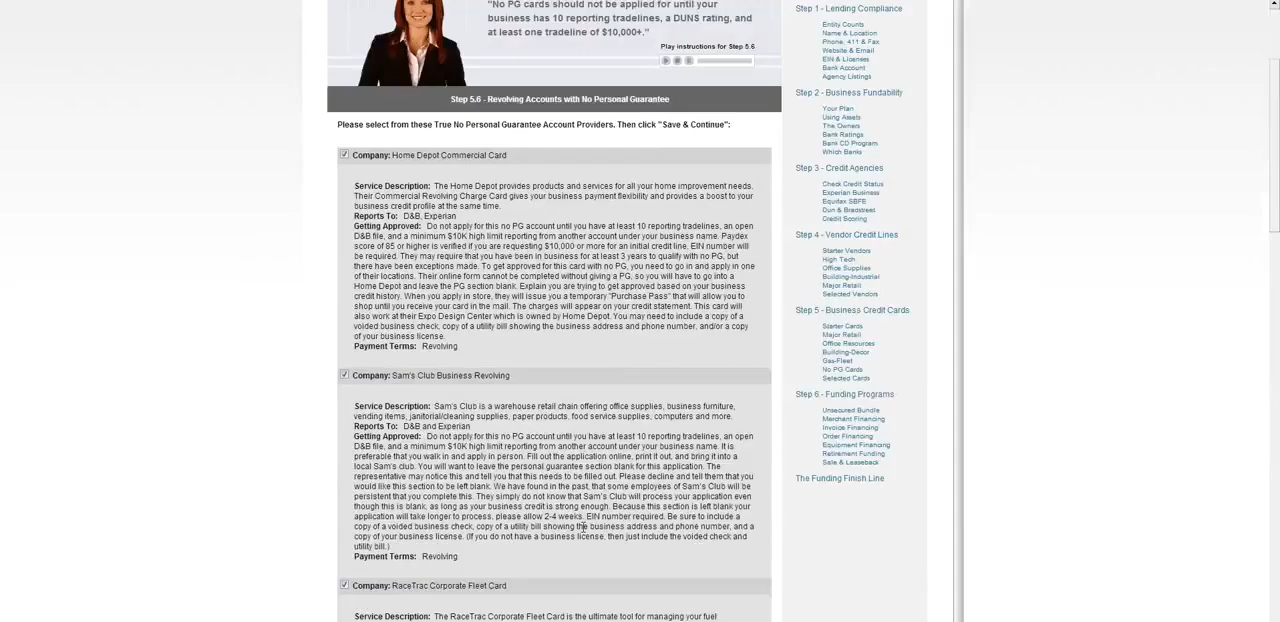 "No PG cards should not be applied for until your
business has 10 reporting tradelines, a DUNS rating, and
at least one tradeline of $10,000+."
Play instructions for Step 5.6
Step 5.6 - Revolving Accounts with No Personal Guarantee
Please select from these True No Personal Guarantee Account Providers. Then click "Save & Continue":
Company: Home Depot Commercial Card
Service Description: The Home Depot provides products and services for all your home improvement needs.
Their Commercial Revolving Charge Card gives your business payment flexibility and provides a boost to your
business credit profile at the same time.
Reports To: D&B, Experian
Getting Approved: Do not apply for this no PG account until you have at least 10 reporting tradelines, an open
D&B file, and a minimum $10K high limit reporting from another account under your business name. Paydex
score of 85 or higher is verified if you are requesting $10,000 or more for an initial credit line. EIN number will
be required. They may require that you have been in business for at least 3 years to qualify with no PG, but
there have been exceptions made. To get approved for this card with no PG, you need to go in and apply in one
of their locations. Their online form cannot be completed without giving a PG, so you will have to go into a
Home Depot and leave the PG section blank. Explain you are trying to get approved based on your business
credit history. When you apply in store, they will issue you a temporary "Purchase Pass" that will allow you to
shop until you receive your card in the mail. The charges will appear on your credit statement. This card will
also work at their Expo Design Center which is owned by Home Depot. You may need to include a copy of a
voided business check, copy of a utility bill showing the business address and phone number, and/or a copy
of your business license.
Payment Terms: Revolving
Company: Sam's Club Business Revolving
Service Description: Sam's Club is a warehouse retail chain offering office supplies, business furniture,
vending items, janitorial/cleaning supplies, paper products, food service supplies, computers and more.
Reports To: D&B and Experian
Getting Approved: Do not apply for this no PG account until you have at least 10 reporting tradelines, an open
D&B file, and a minimum $10K high limit reporting from another account under your business name. It is
preferable that you walk in and apply in person. Fill out the application online, print it out, and bring it into a
local Sam's club. You will want to leave the personal guarantee section blank for this application. The
representative may notice this and tell you that this needs to be filled out. Please decline and tell them that you
would like this section to be left blank. We have found in the past, that some employees of Sam's Club will be
persistent that you complete this. They simply do not know that Sam's Club will process your application even
though this is blank, as long as your business credit is strong enough. Because this section is left blank your
application will take longer to process, please allow 2-4 weeks. EIN number required. Be sure to include a
copy of a voided business check, copy of a utility bill showing the business address and phone number, and a
copy of your business license. (If you do not have a business license, then just include the voided check and
utility bill.)
Payment Terms: Revolving
Company: RaceTrac Corporate Fleet Card
Service Description: The RaceTrac Corporate Fleet Card is the ultimate tool for managing your fuel
Step 1 - Lending Compliance
Entity Counts
Name & Location
Phone, 411 & Fax
Website & Email
EIN & Licenses
Bank Account
Agency Listings
Step 2 - Business Fundability
Your Plan
Using Assets
The Owners
Bank Ratings
Bank CD Program
Which Banks
Step 3 - Credit Agencies
Check Credit Status
Experian Business
Equifax SBFE
Dun & Bradstreet
Credit Scoring
Step 4 - Vendor Credit Lines
Starter Vendors
High Tech
Office Supplies
Building-Industrial
Major Retail
Selected Vendors
Step 5 - Business Credit Cards
Starter Cards
Major Retail
Office Resources
Building-Decor
Gas-Fleet
No PG Cards
Selected Cards
Step 6 - Funding Programs
Unsecured Bundle
Merchant Financing
Invoice Financing
Order Financing
Equipment Financing
Retirement Funding
Sale & Leaseback
The Funding Finish Line